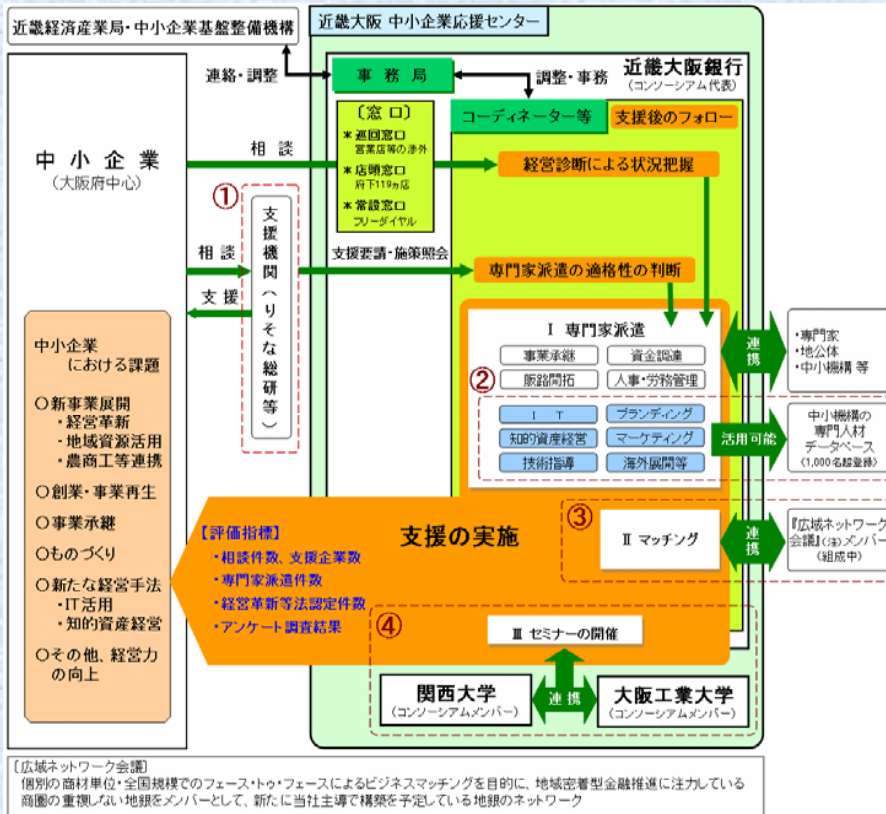 近畿経済産業局・中小企業基盤整備機構
近畿大阪 中小企業応援センター
連絡・調整
事務局
調整・事務
近畿大阪銀行
(コンソーシアム代表)
中小企業
(大阪府中心)
相談
[窓口]
*巡回窓口
営業店等の渉外
*店頭窓口
府下119ヵ店
*常設窓口
フリーダイヤル
コーディネーター等
支援後のフォロー
経営診断による状況把握
①
支援機関(りそな総研等)
相談
支援
支援要請・施策照会
専門家派遣の適格性の判断
中小企業
における課題
○新事業展開
・経営革新
・地域資源活用
・農商工等連携
○創業・事業再生
○事業承継
○ものづくり
○新たな経営手法
・IT活用
・知的資産経営
○その他、経営力
の向上
Ⅰ 専門家派遣
事業承継
資金調達
販路開拓
人事・労務管理
②
IT
ブランディング
知的資産経営
マーケティング
技術指導
海外展開等
連携
・専門家
・地公体
・中小機構 等
活用可能
中小機構の
専門人材
データベース
(1,000名超登録)
【評価指標】
・相談件数、支援企業数
・専門家派遣件数
・経営革新等法認定件数
・アンケート調査結果
支援の実施
③
Ⅱ マッチング
連携
『広域ネットワーク
会議』(注)メンバー
(組成中)
④
Ⅲ セミナーの開催
関西大学
(コンソーシアムメンバー)
連携
大阪工業大学
(コンソーシアムメンバー)
[広域ネットワーク会議]
個別の商材単位・全国規模でのフェース・トゥ・フェースによるビジネスマッチングを目的に、地域密着型金融推進に注力している
商圏の重複しない地銀をメンバーとして、新たに当社主導で構築を予定している地銀のネットワーク